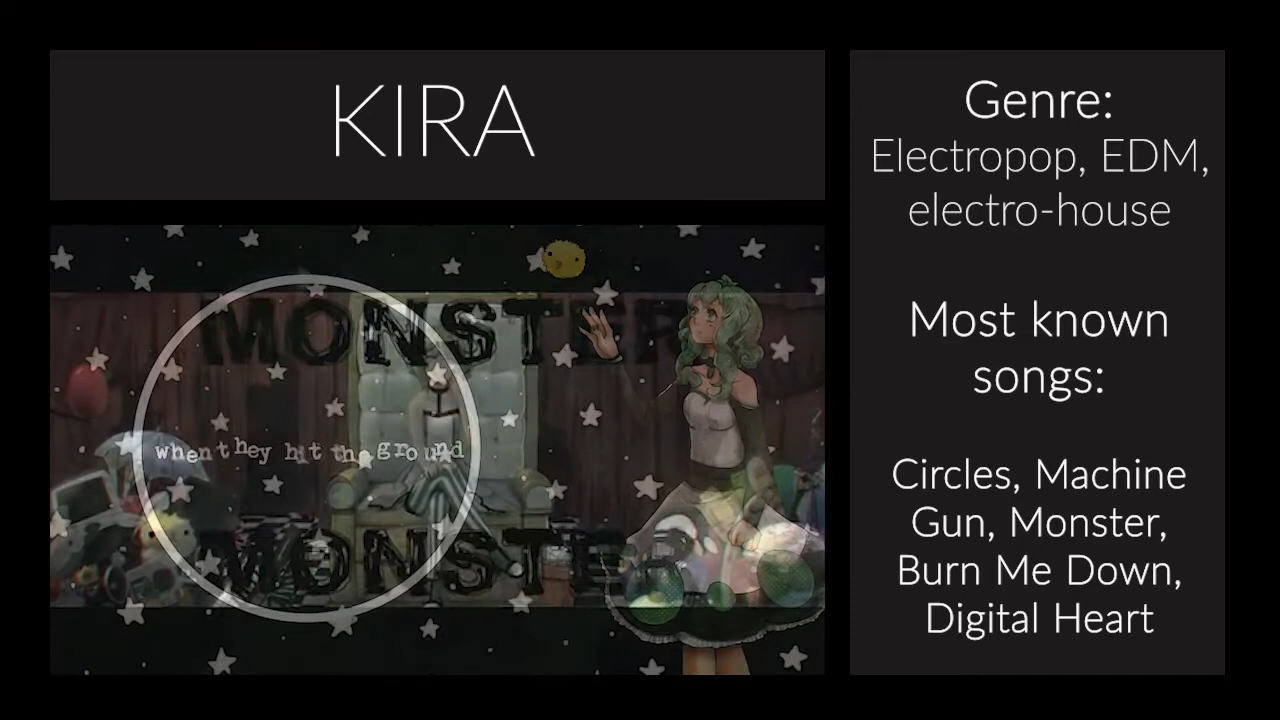 KIRA
MONSTER
when they hit the ground
MONSTER
Genre:
Electropop, EDM,
electro-house
Most known
songs:
Circles, Machine
Gun, Monster,
Burn Me Down,
Digital Heart